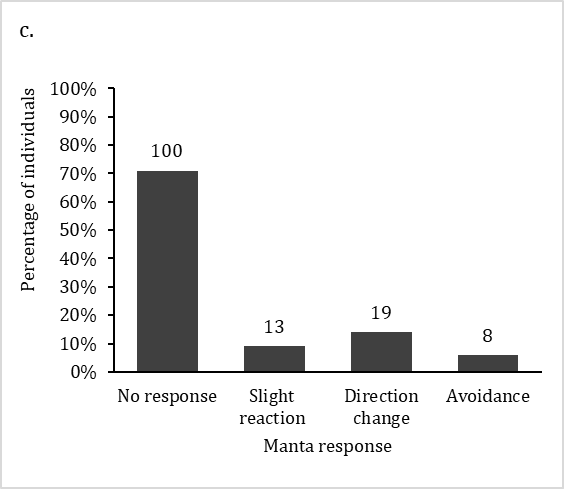 c.
Percentage of individuals
100%
90%
80%
70%
60%
50%
40%
30%
20%
10%
0%
100
13
19
8
No response
Slight reaction
Direction change
Avoidance
Manta response